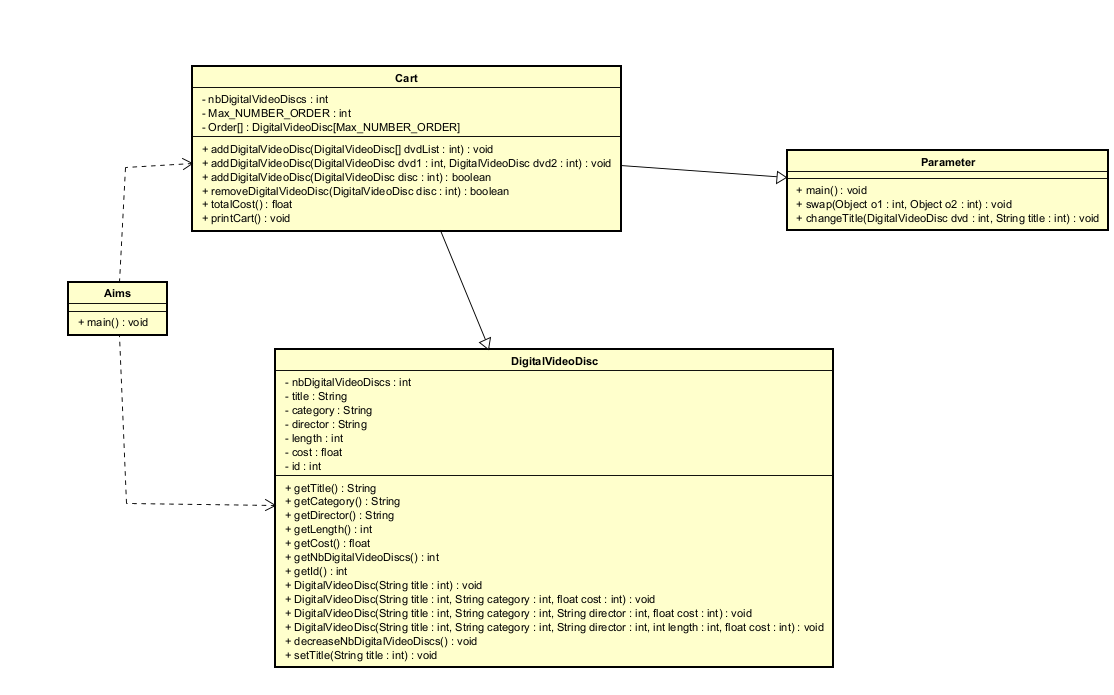 Cart
- nbDigitalVideoDiscs : int
- Max_NUMBER_ORDER : int
- Order[] : DigitalVideoDisc[Max_NUMBER_ORDER]
+ addDigitalVideoDisc(DigitalVideoDisc[] dvdList : int) : void
+ addDigitalVideoDisc(DigitalVideoDisc dvd1 : int, DigitalVideoDisc dvd2 : int) : void
+ addDigitalVideoDisc(DigitalVideoDisc disc : int) : boolean
+ removeDigitalVideoDisc(DigitalVideoDisc disc : int) : boolean
+ totalCost() : float
+ printCart() : void
Parameter
+ main() : void
+ swap(Object o1 : int, Object o2 : int) : void
+ changeTitle(DigitalVideoDisc dvd : int, String title : int) : void
Aims
+ main() : void
DigitalVideoDisc
- nbDigitalVideoDiscs : int
- title : String
- category : String
- director : String
- length : int
- cost : float
- id : int
+ getTitle() : String
+ getCategory() : String
+ getDirector() : String
+ getLength() : int
+ getCost() : float
+ getNbDigitalVideoDiscs() : int
+ getId() : int
+ DigitalVideoDisc(String title : int) : void
+ DigitalVideoDisc(String title : int, String category : int, float cost : int) : void
+ DigitalVideoDisc(String title : int, String category : int, String director : int, float cost : int) : void
+ DigitalVideoDisc(String title : int, String category : int, String director : int, int length : int, float cost : int) : void
+ decreaseNbDigitalVideoDiscs() : void
+ setTitle(String title : int) : void